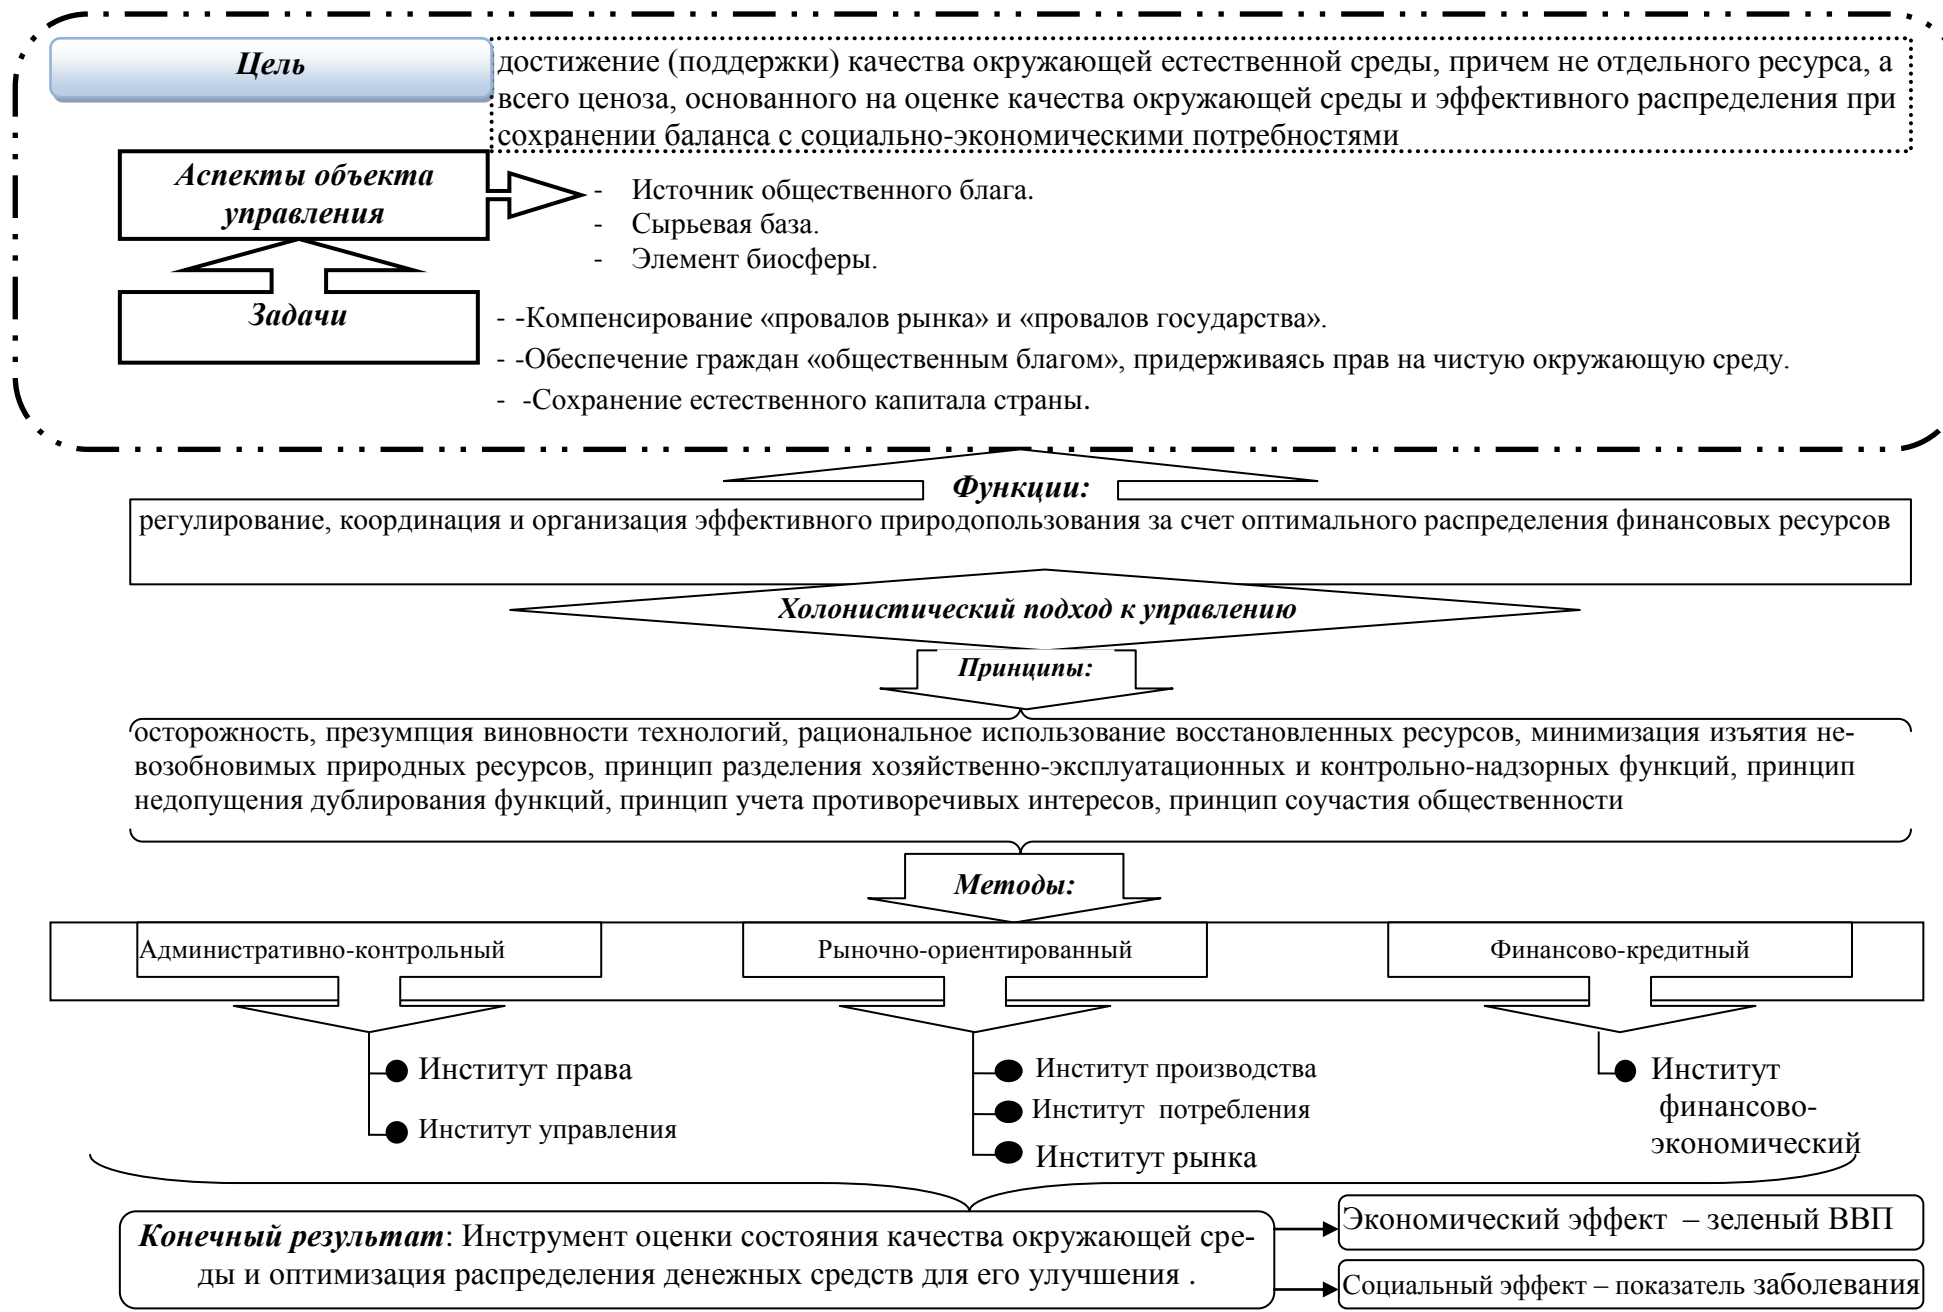 Цель
достижение (поддержки) качества окружающей естественной среды, причем не отдельного ресурса, а
всего ценоза, основанного на оценке качества окружающей среды и эффективного распределения при
сохранении баланса с социально-экономическими потребностями
Аспекты объекта
управления
- Источник общественного блага.
- Сырьевая база.
- Элемент биосферы.
Задачи
- -Компенсирование «провалов рынка» и «провалов государства».
- -Обеспечение граждан «общественным благом», придерживаясь прав на чистую окружающую среду.
- -Сохранение естественного капитала страны.
Функции:
регулирование, координация и организация эффективного природопользования за счет оптимального распределения финансовых ресурсов
Холонистический подход к управлению
Принципы:
осторожность, презумпция виновности технологий, рациональное использование восстановленных ресурсов, минимизация изъятия не-
возобновимых природных ресурсов, принцип разделения хозяйственно-эксплуатационных и контрольно-надзорных функций, принцип
недопущения дублирования функций, принцип учета противоречивых интересов, принцип соучастия общественности
Методы:
Административно-контрольный
Рыночно-ориентированный
Финансово-кредитный
Институт права
Институт управления
Институт производства
Институт потребления
Институт рынка
Институт
финансово-
экономический
Конечный результат: Инструмент оценки состояния качества окружающей сре-
ды и оптимизация распределения денежных средств для его улучшения .
Экономический эффект – зеленый ВВП
Социальный эффект – показатель заболевания